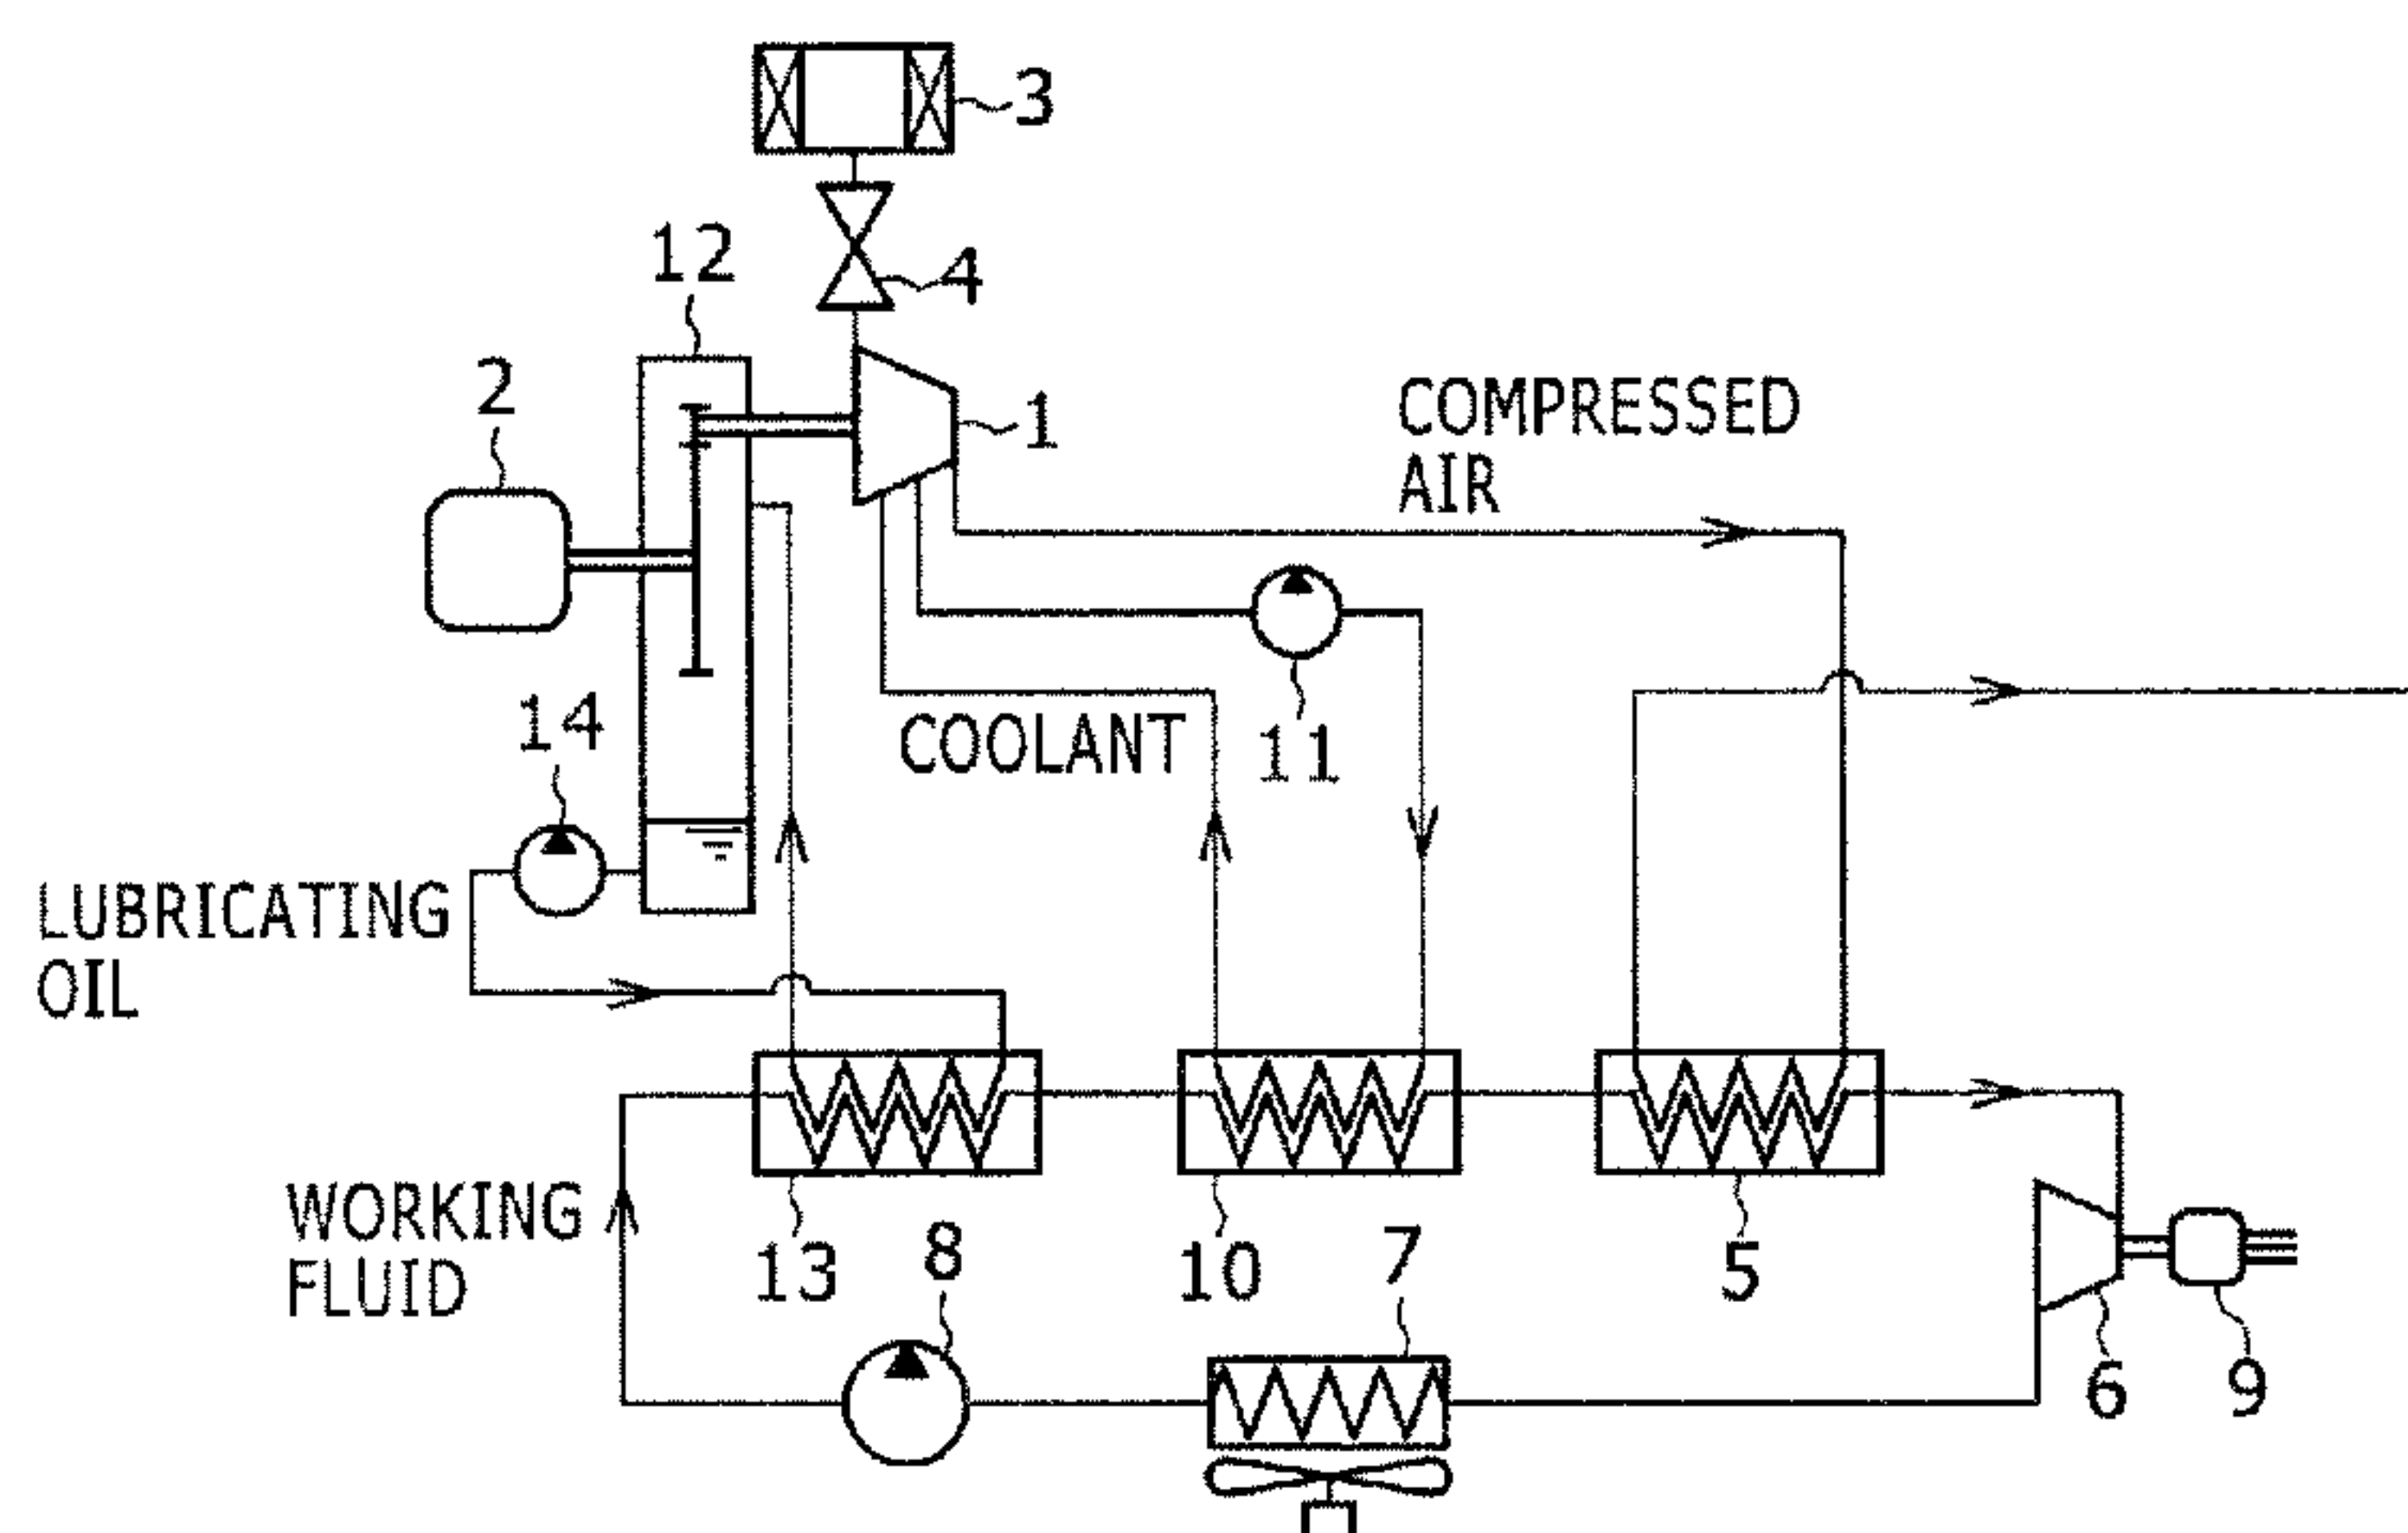 3
4
12
2
1
COMPRESSED
AIR
14
COOLANT
11
LUBRICATING
OIL
WORKING
FLUID
13
8
10
7
5
6
9